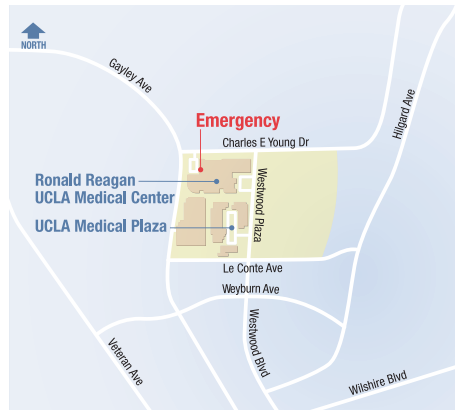 NORTH
Gayley Ave
Hilgard Ave
Emergency
Charles E Young Dr
Ronald Reagan
UCLA Medical Center
Westwood Plaza
UCLA Medical Plaza
Le Conte Ave
Weyburn Ave
Veteran Ave
Westwood Blvd
Wilshire Blvd